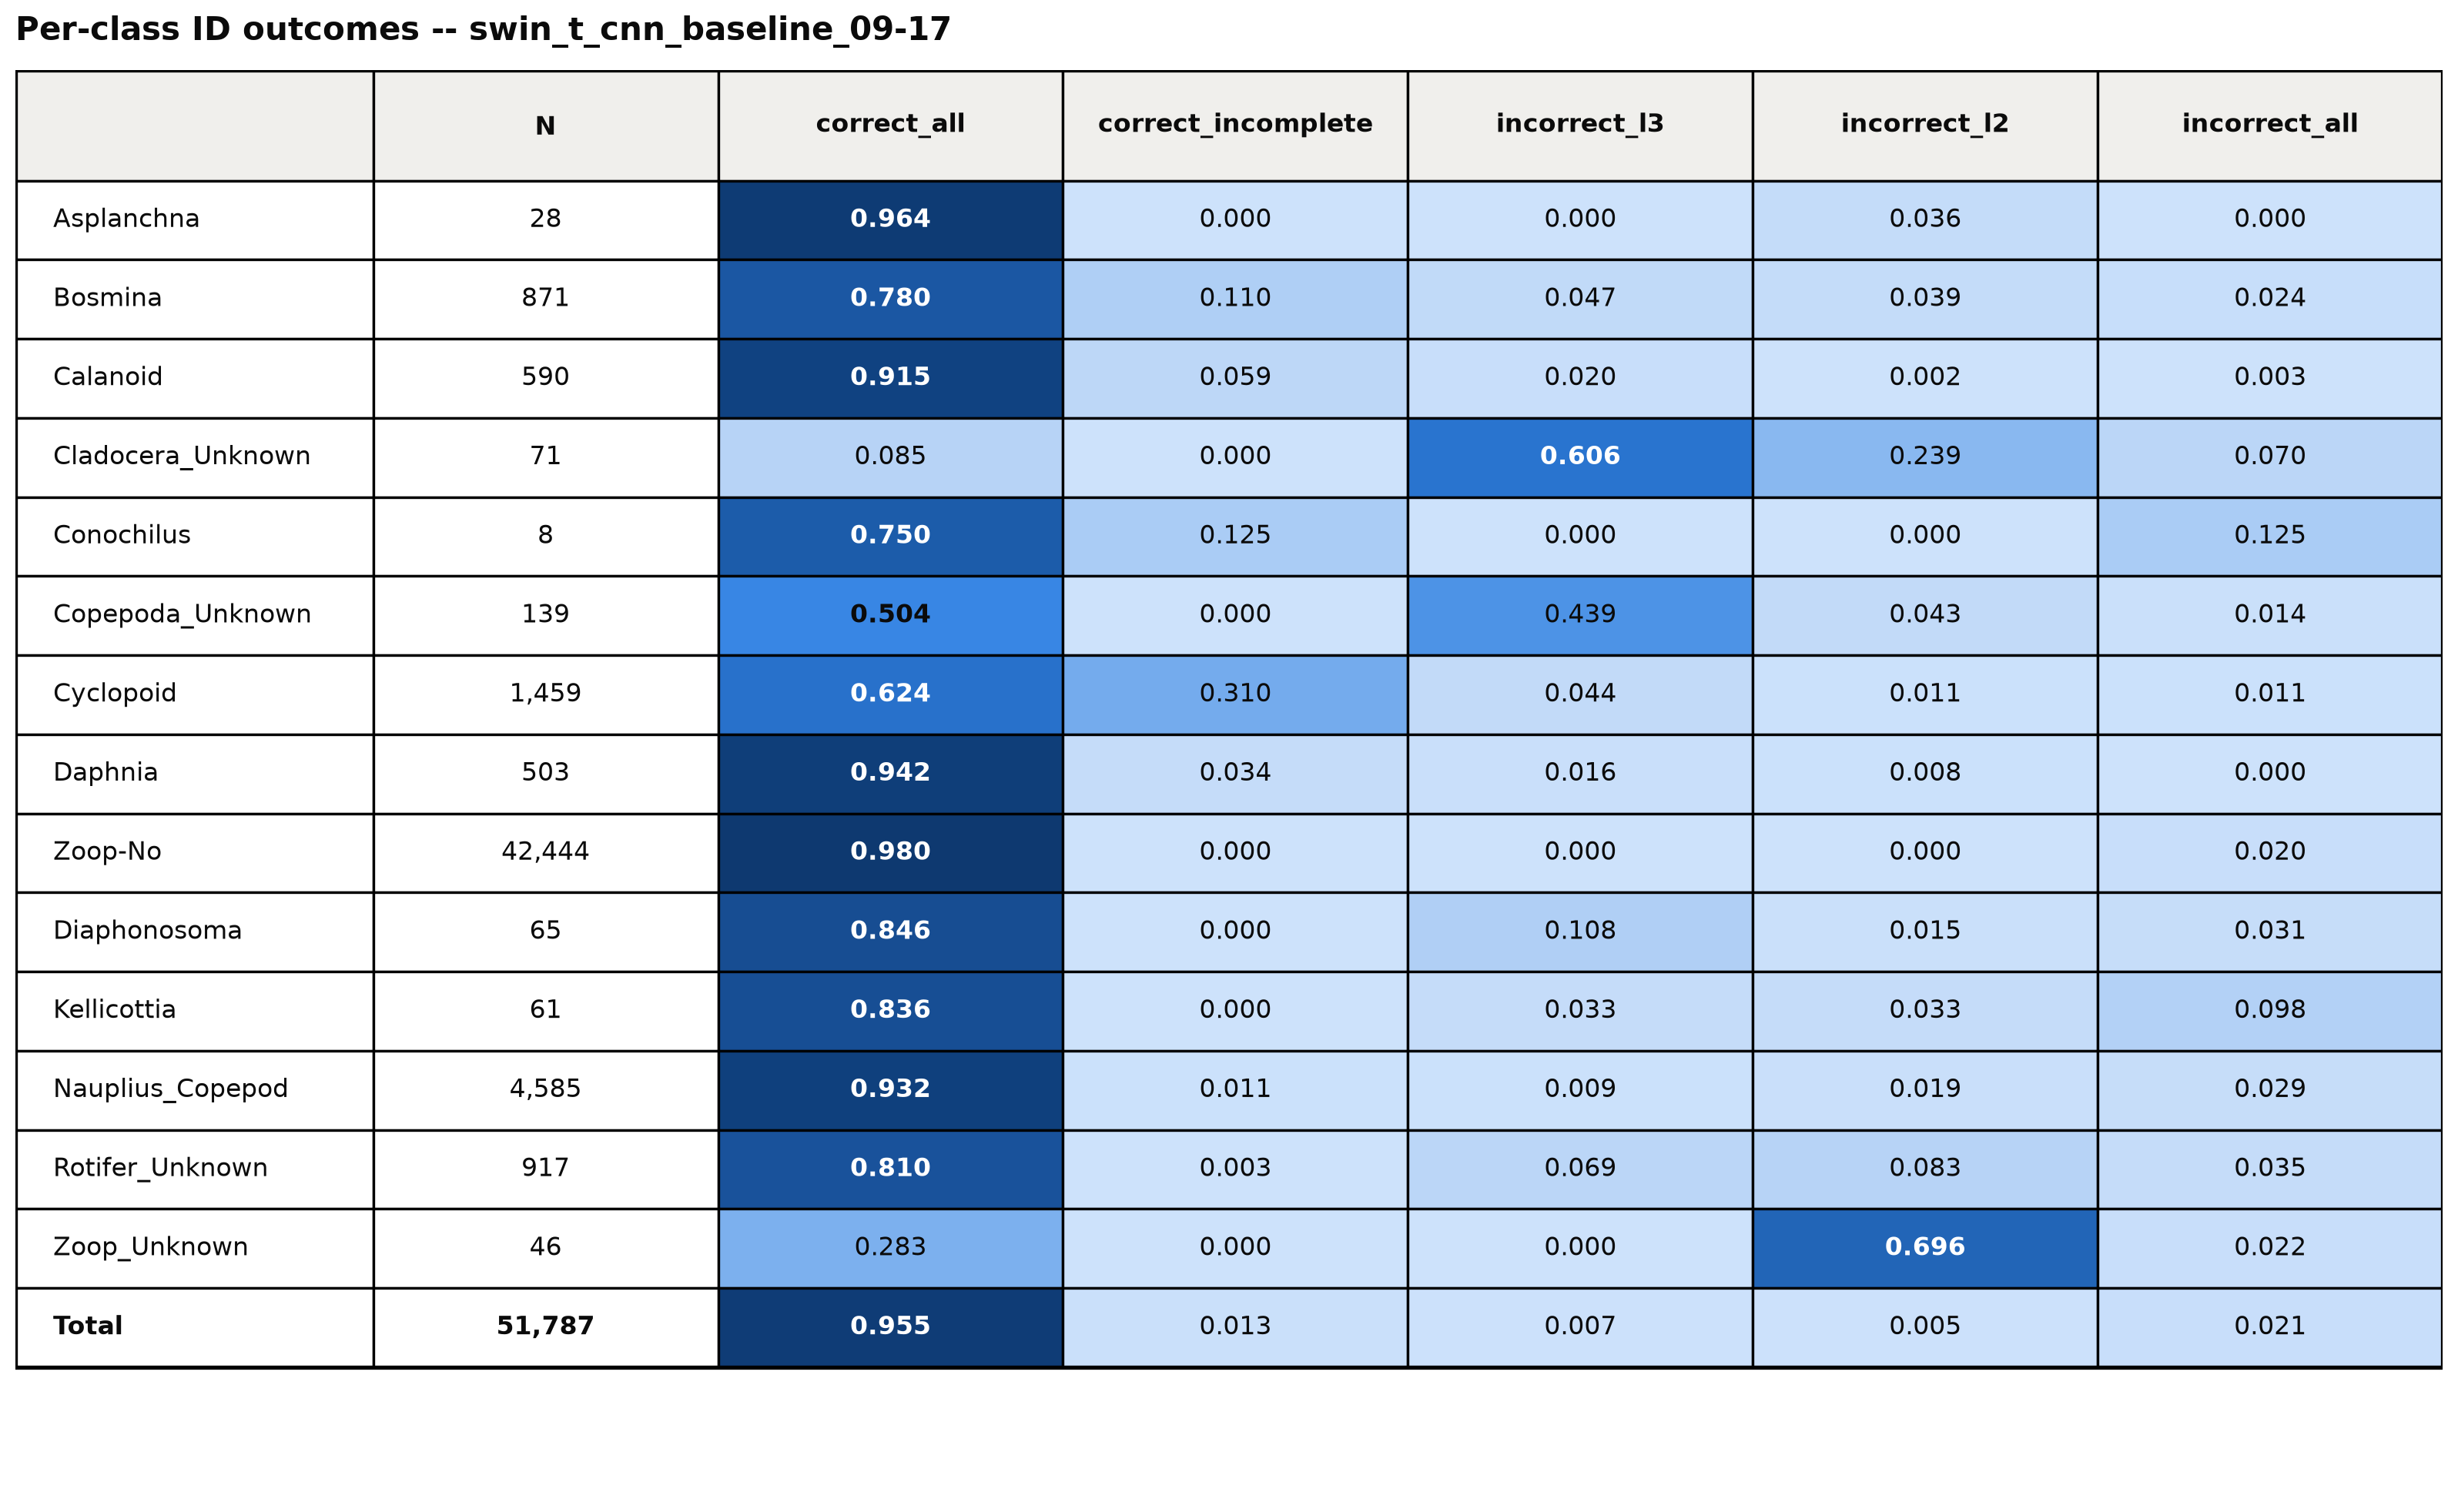 Per-class ID outcomes -- swin_t_cnn_baseline_09-17
N correct_all correct_incomplete incorrect_l3 incorrect_l2 incorrect_all
Asplanchna 28 0.964 0.000 0.000 0.036 0.000
Bosmina 871 0.780 0.110 0.047 0.039 0.024
Calanoid 590 0.915 0.059 0.020 0.002 0.003
Cladocera_Unknown 71 0.085 0.000 0.606 0.239 0.070
Conochilus 8 0.750 0.125 0.000 0.000 0.125
Copepoda_Unknown 139 0.504 0.000 0.439 0.043 0.014
Cyclopoid 1,459 0.624 0.310 0.044 0.011 0.011
Daphnia 503 0.942 0.034 0.016 0.008 0.000
Zoop-No 42,444 0.980 0.000 0.000 0.000 0.020
Diaphonosoma 65 0.846 0.000 0.108 0.015 0.031
Kellicottia 61 0.836 0.000 0.033 0.033 0.098
Nauplius_Copepod 4,585 0.932 0.011 0.009 0.019 0.029
Rotifer_Unknown 917 0.810 0.003 0.069 0.083 0.035
Zoop_Unknown 46 0.283 0.000 0.000 0.696 0.022
Total 51,787 0.955 0.013 0.007 0.005 0.021